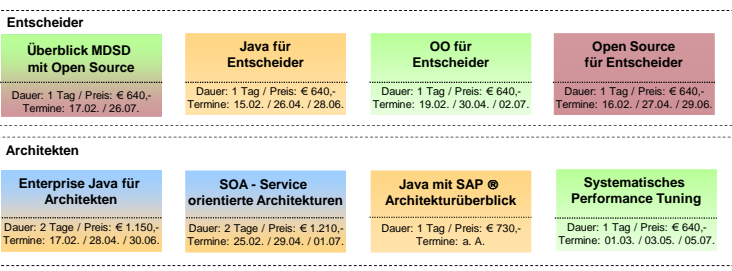 Entscheider
Überblick MDSD
mit Open Source
Dauer: 1 Tag / Preis: € 640,-
Termine: 17.02. / 26.07.
Java für
Entscheider
Dauer: 1 Tag / Preis: € 640,-
Termine: 15.02. / 26.04. / 28.06.
OO für
Entscheider
Dauer: 1 Tag / Preis: € 640,-
Termine: 19.02. / 30.04. / 02.07.
Open Source
für Entscheider
Dauer: 1 Tag / Preis: € 640,-
Termine: 16.02. / 27.04. / 29.06.
Architekten
Enterprise Java für
Architekten
Dauer: 2 Tage / Preis: € 1.150,-
Termine: 17.02. / 28.04. / 30.06.
SOA - Service
orientierte Architekturen
Dauer: 2 Tage / Preis: € 1.210,-
Termine: 25.02. / 29.04. / 01.07.
Java mit SAP ®
Architekturüberblick
Dauer: 1 Tag / Preis: € 730,-
Termine: a. A.
Systematisches
Performance Tuning
Dauer: 1 Tag / Preis: € 640,-
Termine: 01.03. / 03.05. / 05.07.